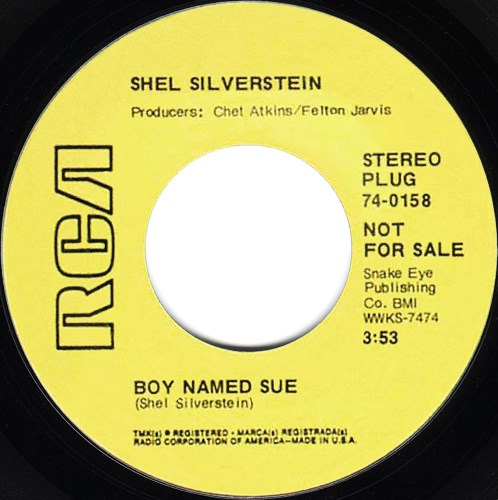 SHEL SILVERSTEIN
Producers: Chet Atkins/Felton Jarvis
RCA
STEREO
PLUG
74-0158
NOT
FOR SALE
Snake Eye
Publishing
Co. BMI
WWKS-7474
3:53
BOY NAMED SUE
(Shel Silverstein)
TMK(s) ® REGISTERED - MARCA(s) REGISTRADA(s)
RADIO CORPORATION OF AMERICA—MADE IN U.S.A.